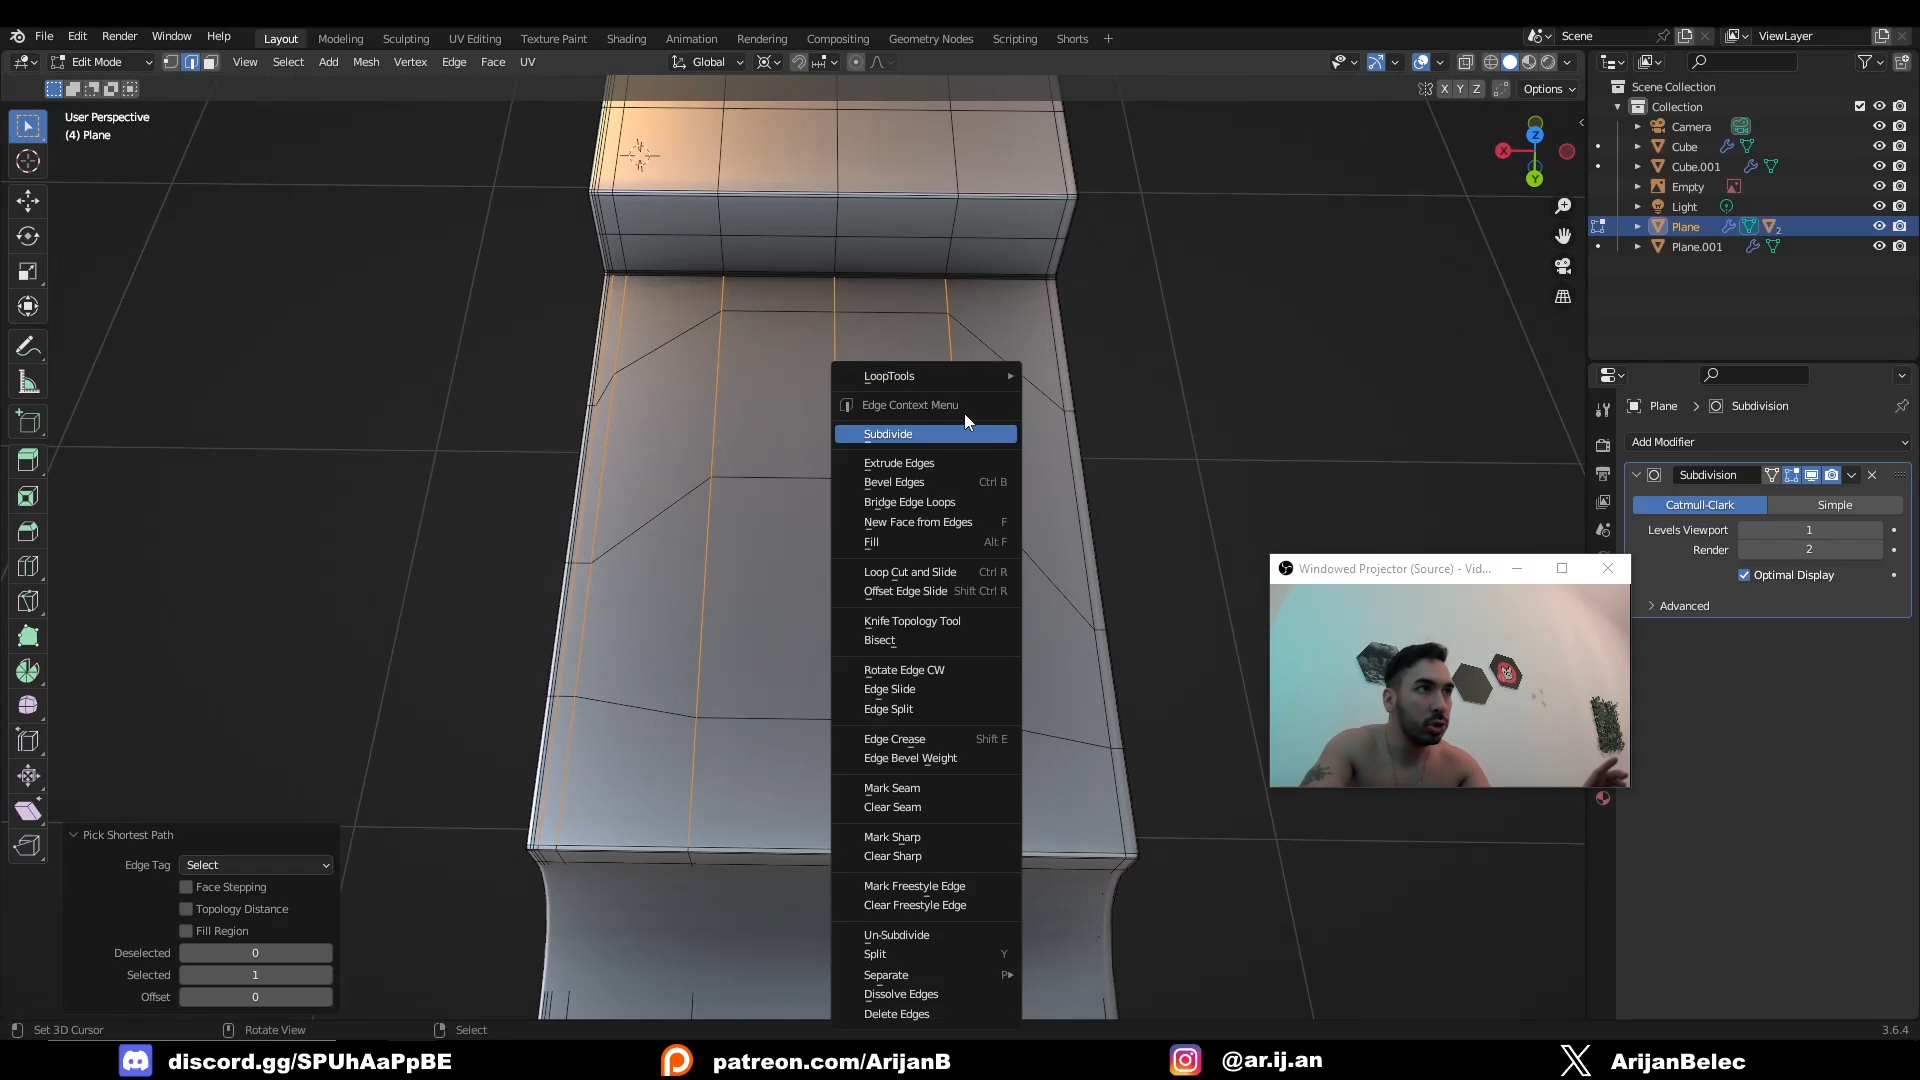 File Edit Render Window Help
Layout Modeling Sculpting UV Editing Texture Paint Shading Animation Rendering Compositing Geometry Nodes Scripting Shorts +
Scene
ViewLayer
Edit Mode
View Select Add Mesh Vertex Edge Face UV
Global
X Y Z
Options
User Perspective
(4) Plane
X
Z
Y
Scene Collection
Collection
Camera
Cube
Cube.001
Empty
Light
Plane
2
Plane.001
Plane > Subdivision
Add Modifier
Subdivision
Catmull-Clark Simple
Levels Viewport 1
Render 2
Optimal Display
Advanced
LoopTools
Edge Context Menu
Subdivide
Extrude Edges
Bevel Edges Ctrl B
Bridge Edge Loops
New Face from Edges F
Fill Alt F
Loop Cut and Slide Ctrl R
Offset Edge Slide Shift Ctrl R
Knife Topology Tool
Bisect
Rotate Edge CW
Edge Slide
Edge Split
Edge Crease Shift E
Edge Bevel Weight
Mark Seam
Clear Seam
Mark Sharp
Clear Sharp
Mark Freestyle Edge
Clear Freestyle Edge
Un-Subdivide
Split Y
Separate P
Dissolve Edges
Delete Edges
Windowed Projector (Source) - Vid...
Pick Shortest Path
Edge Tag Select
Face Stepping
Topology Distance
Fill Region
Deselected 0
Selected 1
Offset 0
Set 3D Cursor Rotate View Select
3.6.4
discord.gg/SPUhAaPpBE patreon.com/ArijanB @ar.ij.an ArijanBelec